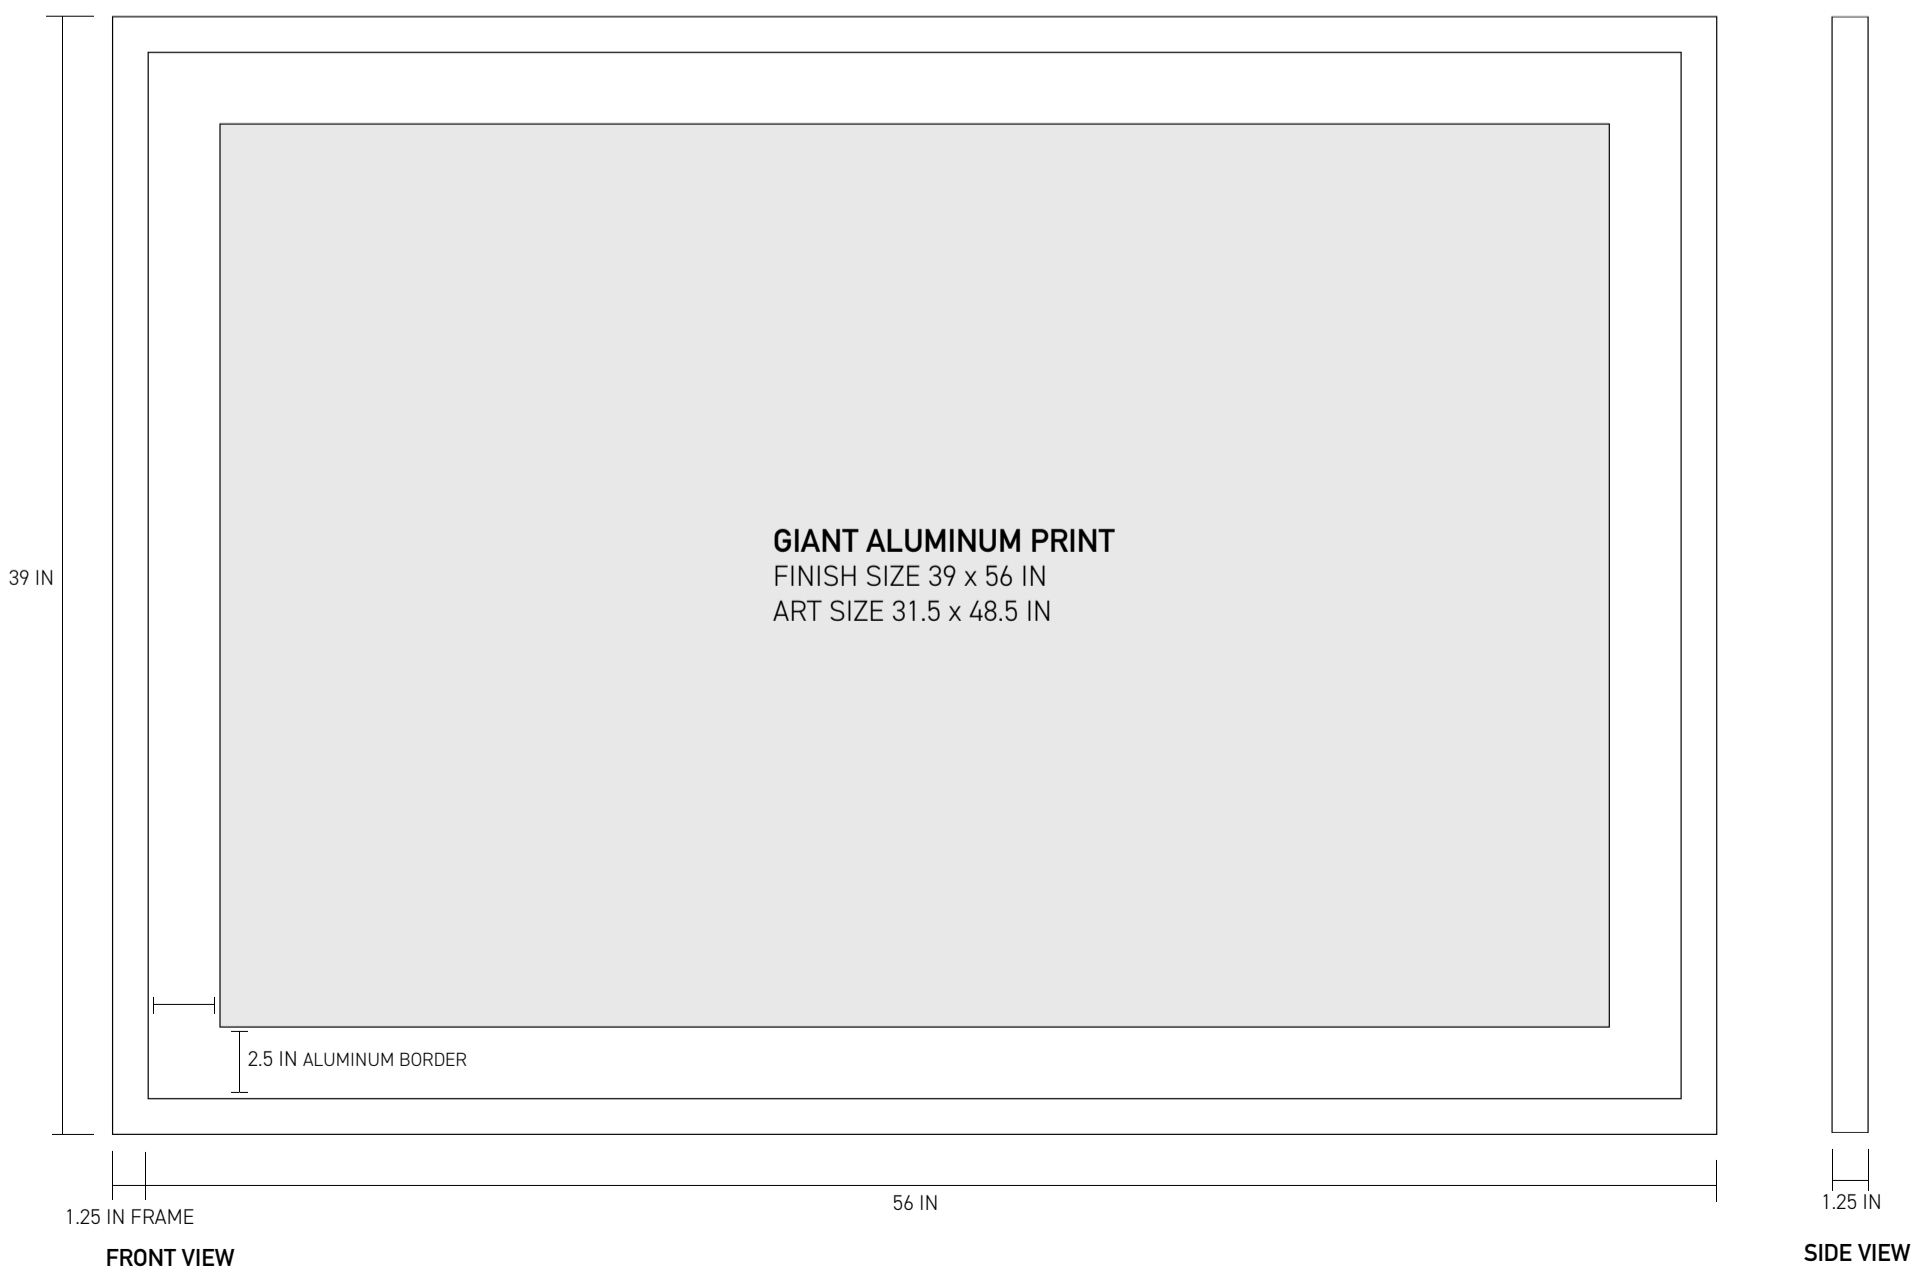 GIANT ALUMINUM PRINT
FINISH SIZE 39 x 56 IN
ART SIZE 31.5 x 48.5 IN
39 IN
2.5 IN ALUMINUM BORDER
56 IN
1.25 IN FRAME
1.25 IN
FRONT VIEW
SIDE VIEW